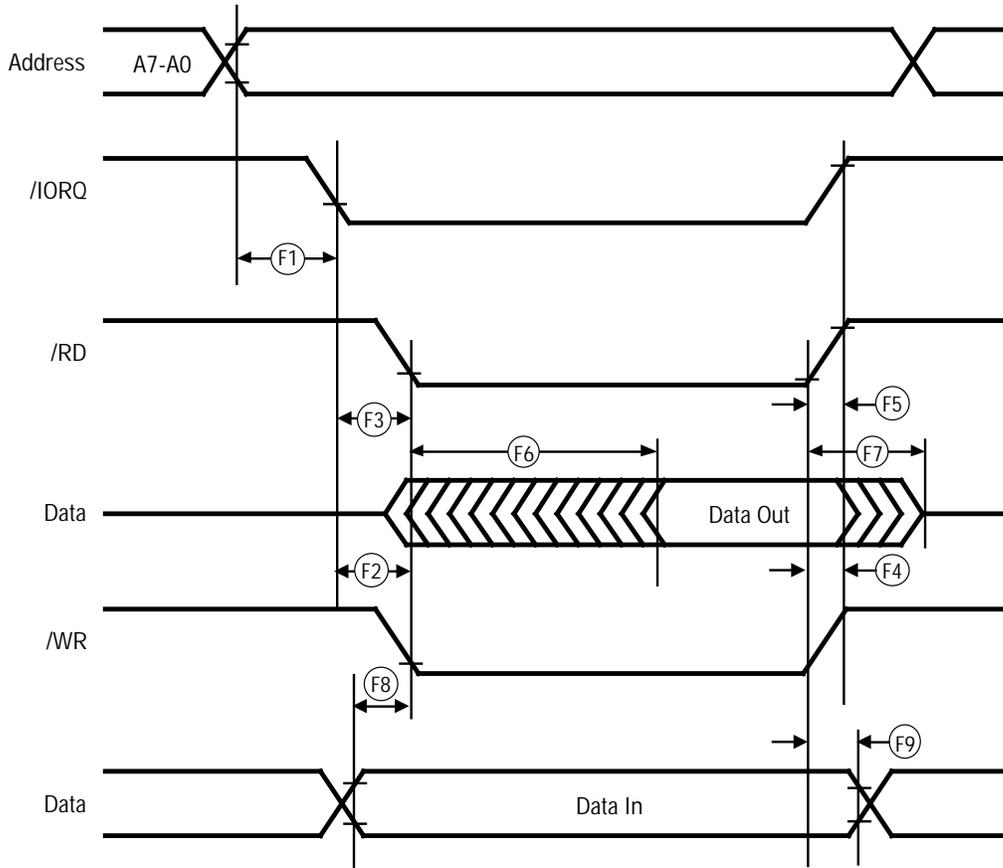 Address
A7-A0
/IORQ
F1
/RD
F5
F3
F6
F7
Data
Data Out
F2
F4
/WR
F8
F9
Data
Data In